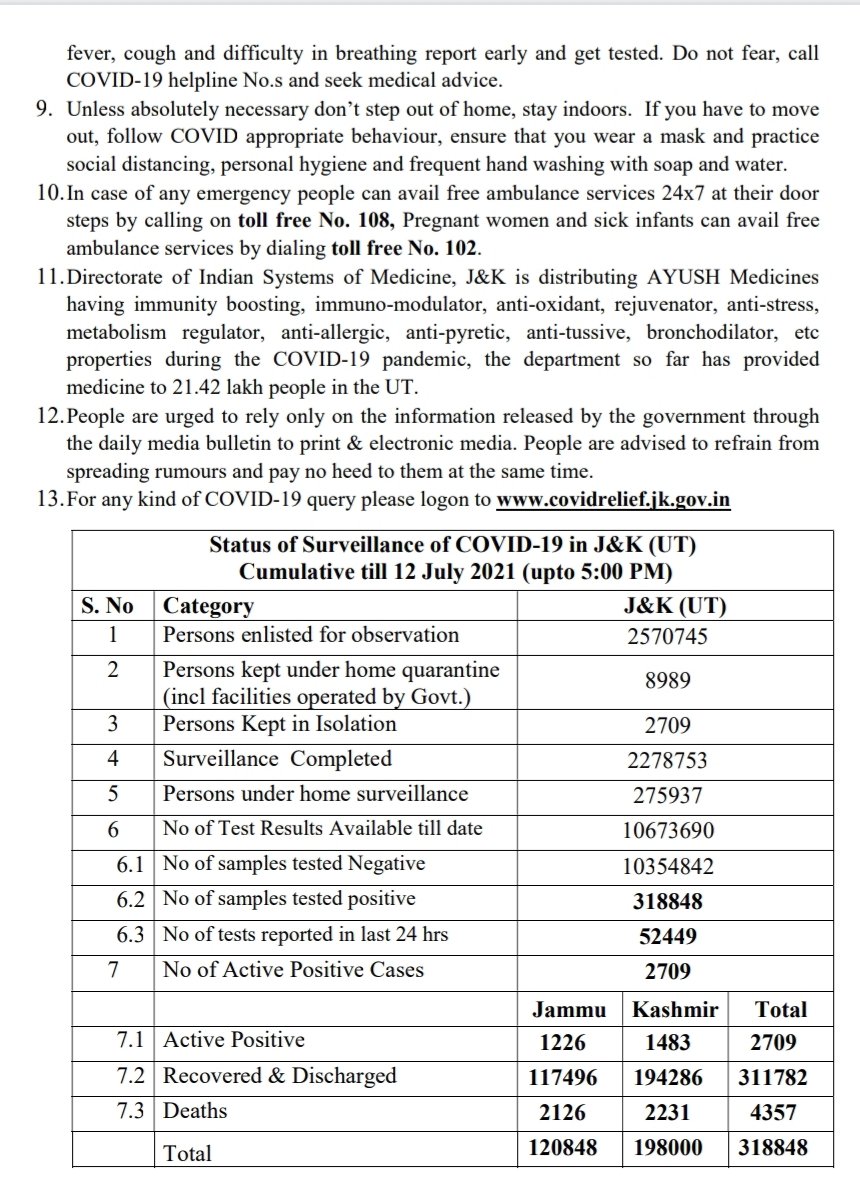 fever, cough and difficulty in breathing report early and get tested. Do not fear, call
COVID-19 helpline No.s and seek medical advice.
9. Unless absolutely necessary don’t step out of home, stay indoors. If you have to move
out, follow COVID appropriate behaviour, ensure that you wear a mask and practice
social distancing, personal hygiene and frequent hand washing with soap and water.
10. In case of any emergency people can avail free ambulance services 24x7 at their door
steps by calling on toll free No. 108, Pregnant women and sick infants can avail free
ambulance services by dialing toll free No. 102.
11. Directorate of Indian Systems of Medicine, J&K is distributing AYUSH Medicines
having immunity boosting, immuno-modulator, anti-oxidant, rejuvenator, anti-stress,
metabolism regulator, anti-allergic, anti-pyretic, anti-tussive, bronchodilator, etc
properties during the COVID-19 pandemic, the department so far has provided
medicine to 21.42 lakh people in the UT.
12. People are urged to rely only on the information released by the government through
the daily media bulletin to print & electronic media. People are advised to refrain from
spreading rumours and pay no heed to them at the same time.
13. For any kind of COVID-19 query please logon to www.covidrelief.jk.gov.in
Status of Surveillance of COVID-19 in J&K (UT)
Cumulative till 12 July 2021 (upto 5:00 PM)
S. No Category J&K (UT)
1 Persons enlisted for observation 2570745
2 Persons kept under home quarantine
(incl facilities operated by Govt.) 8989
3 Persons Kept in Isolation 2709
4 Surveillance Completed 2278753
5 Persons under home surveillance 275937
6 No of Test Results Available till date 10673690
6.1 No of samples tested Negative 10354842
6.2 No of samples tested positive 318848
6.3 No of tests reported in last 24 hrs 52449
7 No of Active Positive Cases 2709
Jammu Kashmir Total
7.1 Active Positive 1226 1483 2709
7.2 Recovered & Discharged 117496 194286 311782
7.3 Deaths 2126 2231 4357
Total 120848 198000 318848